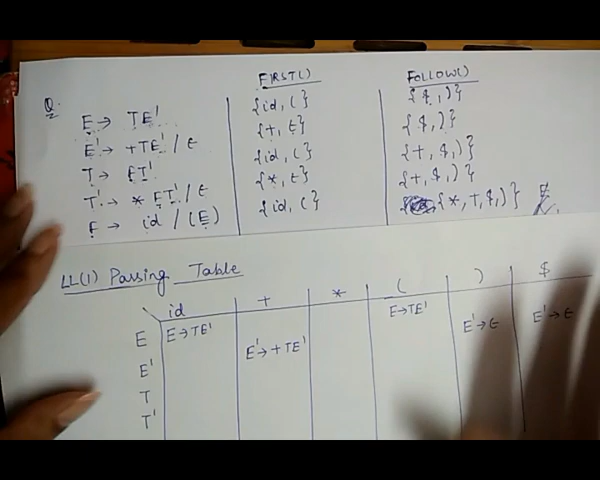 FIRST() FOLLOW()
Q. E → TE' {id, (} {$, )}
E' → +TE' / ε {+, ε} {$, )}
T → FT' {id, (} {+, $, )}
T' → * FT' / ε {*, ε} {+, $, )}
F → id / (E) {id, (} {*, +, $, )}
LL(1) Parsing Table
id + * ( ) $
E E → TE' E → TE'
E' E' → +TE' E' → ε E' → ε
T
T'